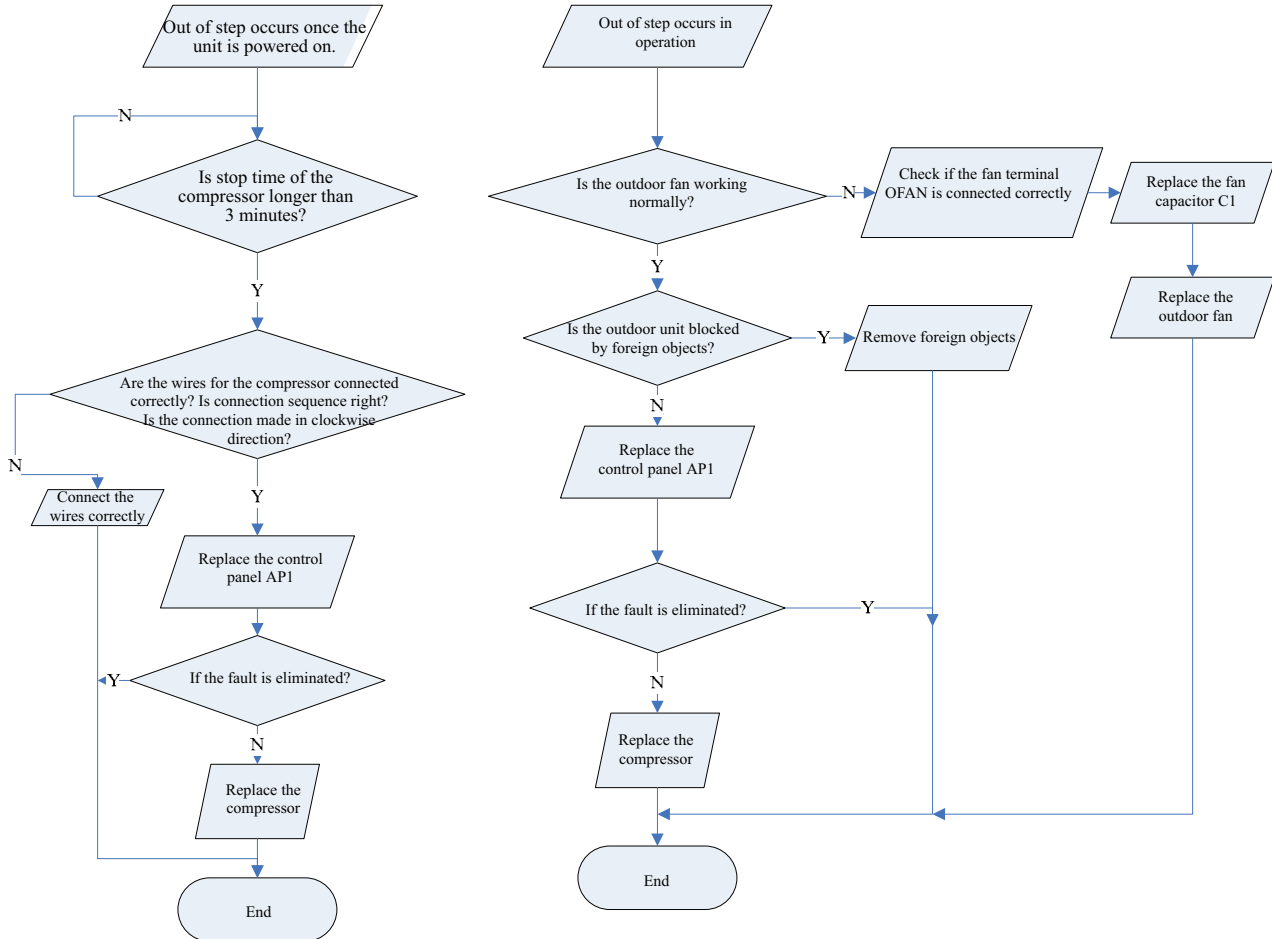 Out of step occurs once the
unit is powered on.
N
Is stop time of the
compressor longer than
3 minutes?
Y
Are the wires for the compressor connected
correctly? Is connection sequence right?
Is the connection made in clockwise
direction?
N
Connect the
wires correctly
Y
Replace the control
panel AP1
If the fault is eliminated?
Y
N
Replace the
compressor
End
Out of step occurs in
operation
Is the outdoor fan working
normally?
N
Check if the fan terminal
OFAN is connected correctly
Replace the fan
capacitor C1
Replace the
outdoor fan
Y
Is the outdoor unit blocked
by foreign objects?
Y
Remove foreign objects
N
Replace the
control panel AP1
If the fault is eliminated?
Y
N
Replace the
compressor
End